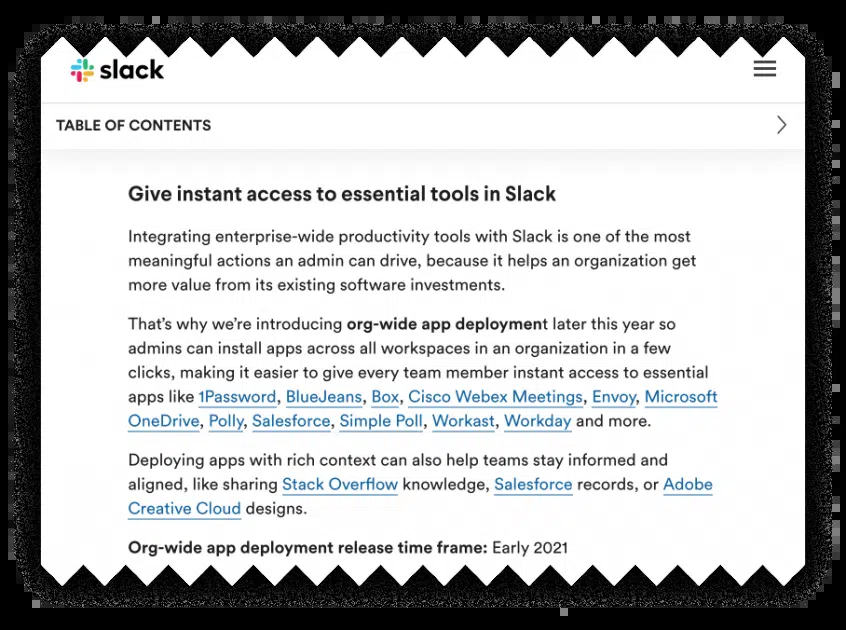 slack
TABLE OF CONTENTS
Give instant access to essential tools in Slack
Integrating enterprise-wide productivity tools with Slack is one of the most
meaningful actions an admin can drive, because it helps an organization get
more value from its existing software investments.
That’s why we’re introducing org-wide app deployment later this year so
admins can install apps across all workspaces in an organization in a few
clicks, making it easier to give every team member instant access to essential
apps like 1Password, BlueJeans, Box, Cisco Webex Meetings, Envoy, Microsoft
OneDrive, Polly, Salesforce, Simple Poll, Workast, Workday and more.
Deploying apps with rich context can also help teams stay informed and
aligned, like sharing Stack Overflow knowledge, Salesforce records, or Adobe
Creative Cloud designs.
Org-wide app deployment release time frame: Early 2021